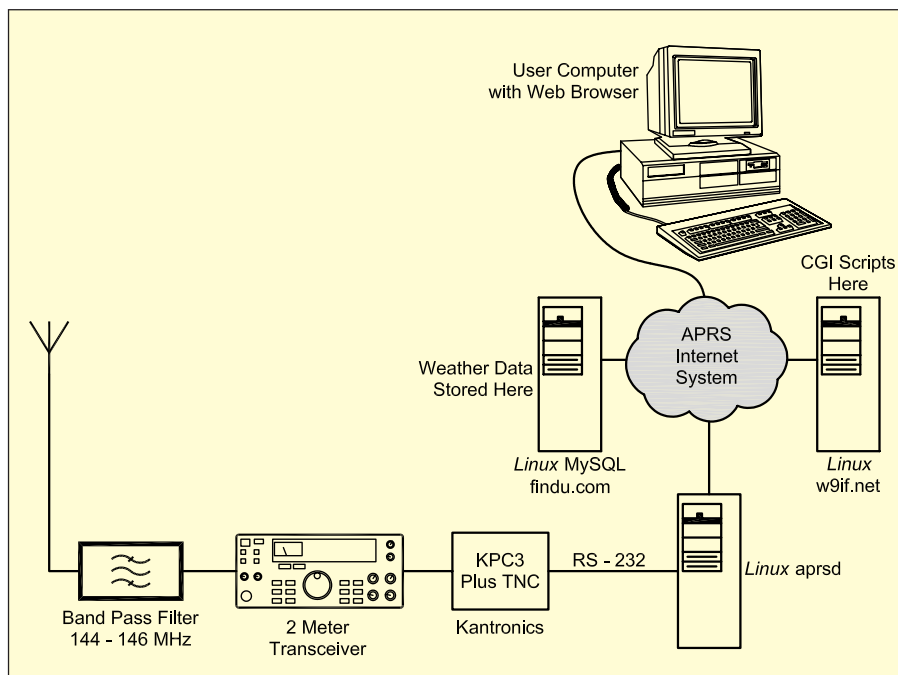 User Computer
with Web Browser
CGI Scripts
Here
APRS
Internet
System
Weather Data
Stored Here
Linux MySQL
findu.com
Linux
w9if.net
KPC3
Plus TNC
RS - 232
Linux aprsd
Band Pass Filter
144 - 146 MHz
2 Meter
Transceiver
Kantronics